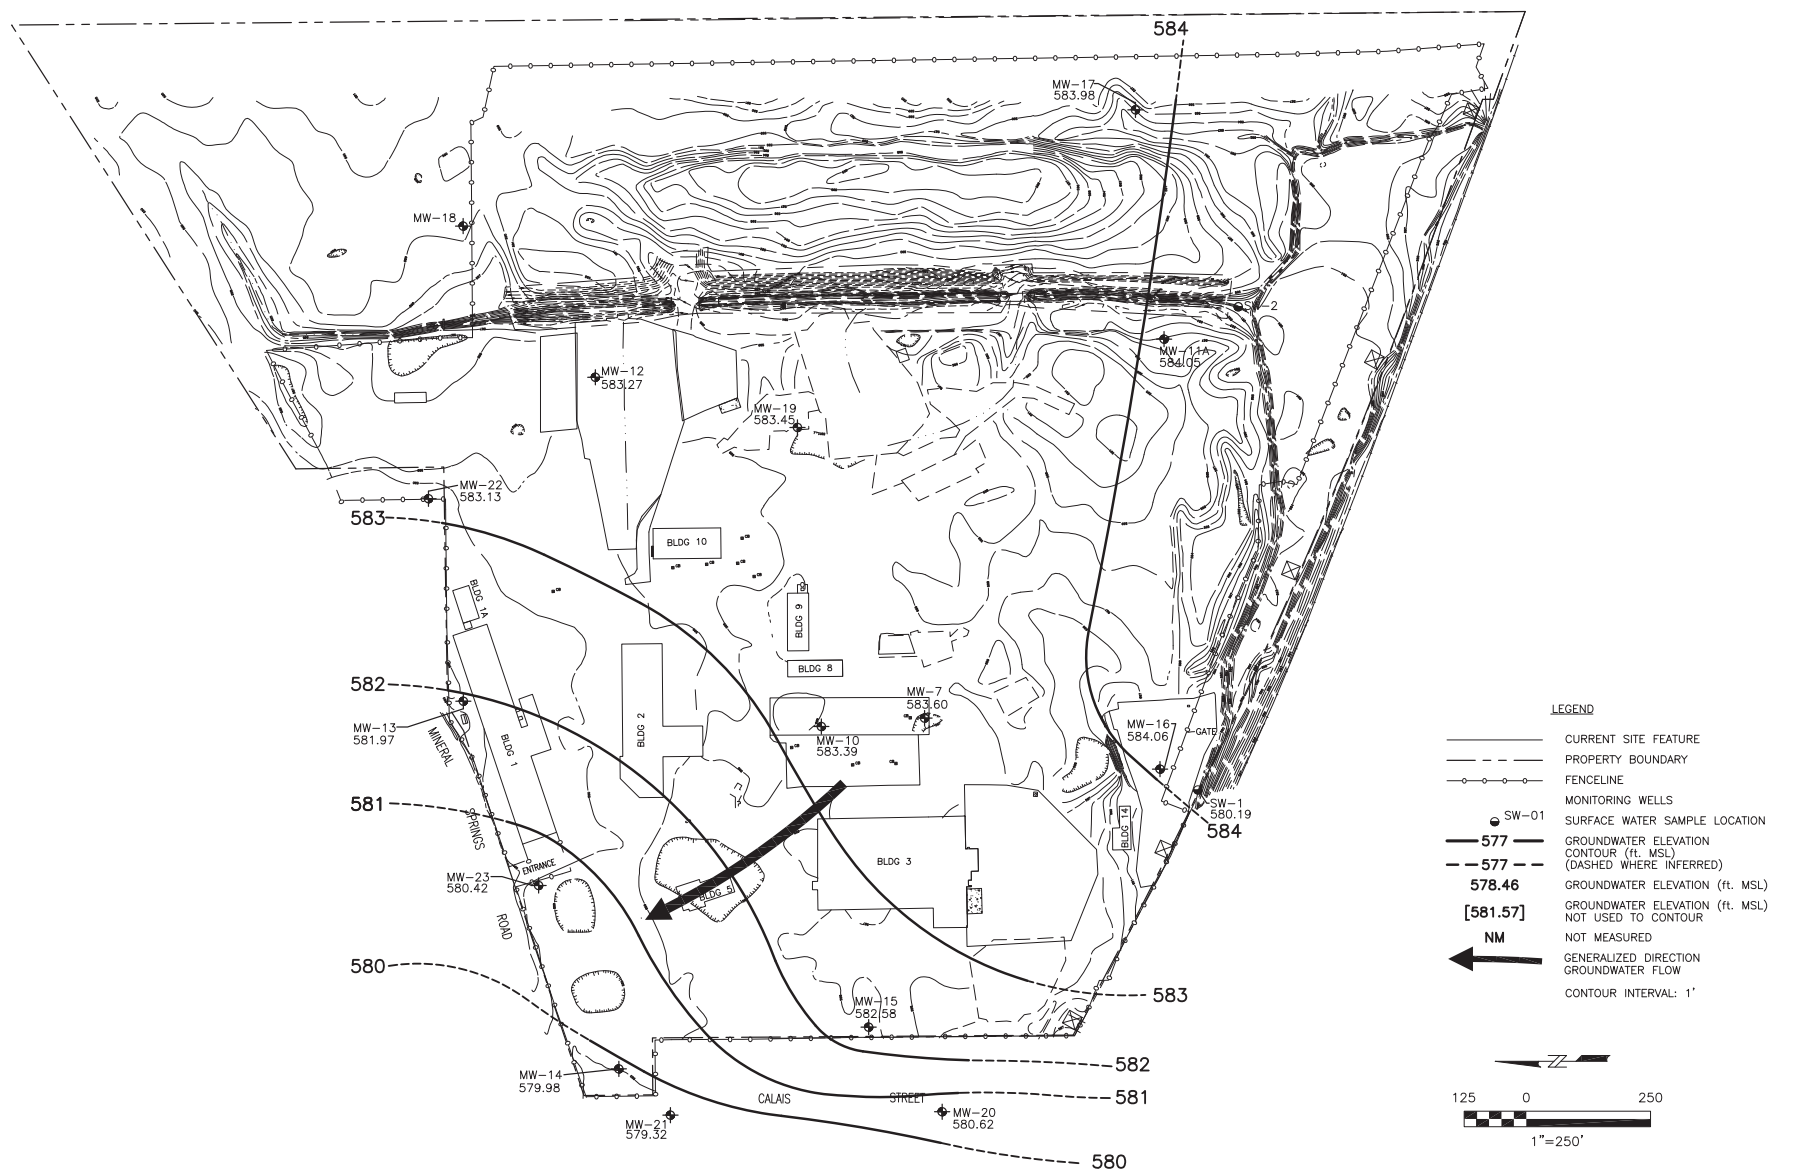 584
MW-17
583.98
MW-18
MW-11A
584.05
MW-12
583.27
MW-19
583.45
MW-22
583.13
583
BLDG 10
BLDG 1A
BLDG 9
BLDG 8
582
MW-13
581.97
MINERAL
SPRINGS
ROAD
BLDG 1
BLDG 2
MW-7
583.60
MW-10
583.39
MW-16
584.06
GATE
SW-1
580.19
584
BLDG 14
581
ENTRANCE
MW-23
580.42
BLDG 5
BLDG 3
580
583
MW-15
582.58
582
MW-14
579.98
581
CALAIS STREET
MW-21
579.32
MW-20
580.62
580
LEGEND
CURRENT SITE FEATURE
PROPERTY BOUNDARY
FENCELINE
MONITORING WELLS
SW-01 SURFACE WATER SAMPLE LOCATION
577 GROUNDWATER ELEVATION
CONTOUR (ft. MSL)
577 (DASHED WHERE INFERRED)
578.46 GROUNDWATER ELEVATION (ft. MSL)
[581.57] GROUNDWATER ELEVATION (ft. MSL)
NOT USED TO CONTOUR
NM NOT MEASURED
GENERALIZED DIRECTION
GROUNDWATER FLOW
CONTOUR INTERVAL: 1'
Z
125 0 250
1"=250'